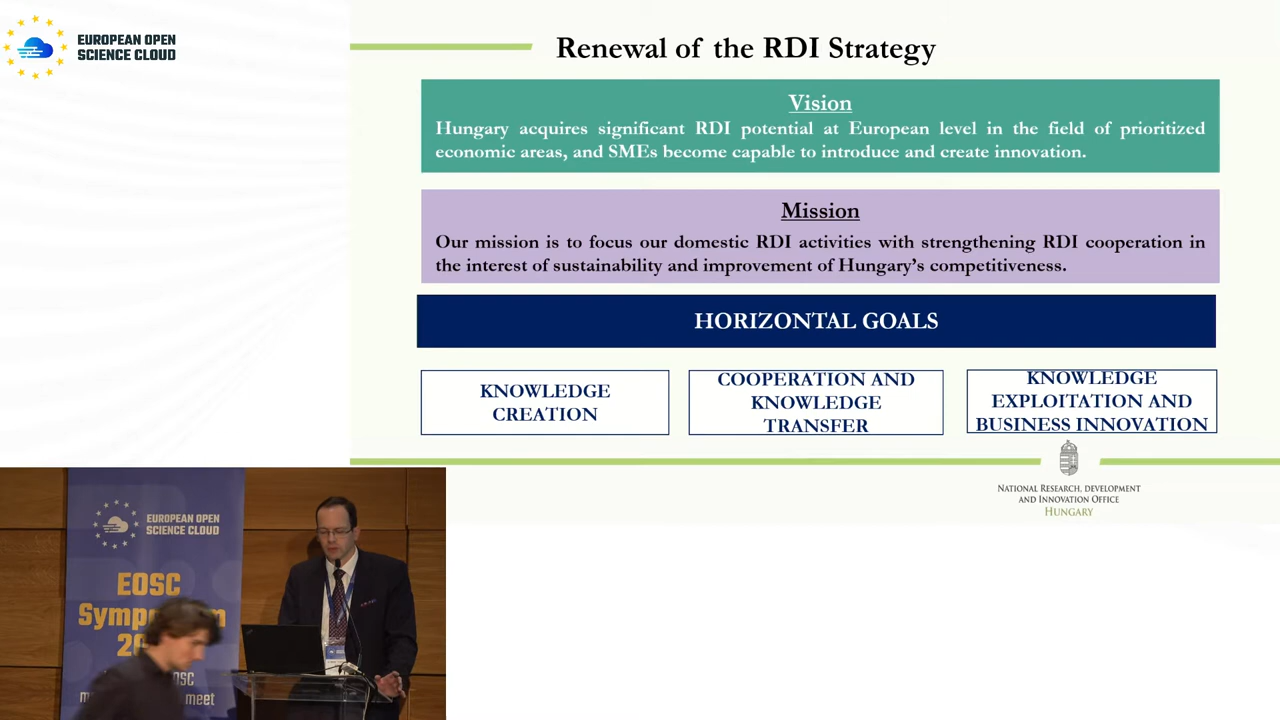 EUROPEAN OPEN
SCIENCE CLOUD
Renewal of the RDI Strategy
Vision
Hungary acquires significant RDI potential at European level in the field of prioritized
economic areas, and SMEs become capable to introduce and create innovation.
Mission
Our mission is to focus our domestic RDI activities with strengthening RDI cooperation in
the interest of sustainability and improvement of Hungary's competitiveness.
HORIZONTAL GOALS
KNOWLEDGE
CREATION
COOPERATION AND
KNOWLEDGE
TRANSFER
KNOWLEDGE
EXPLOITATION AND
BUSINESS INNOVATION
NATIONAL RESEARCH, DEVELOPMENT
AND INNOVATION OFFICE
HUNGARY
EUROPEAN OPEN
SCIENCE CLOUD
EOSC
meet